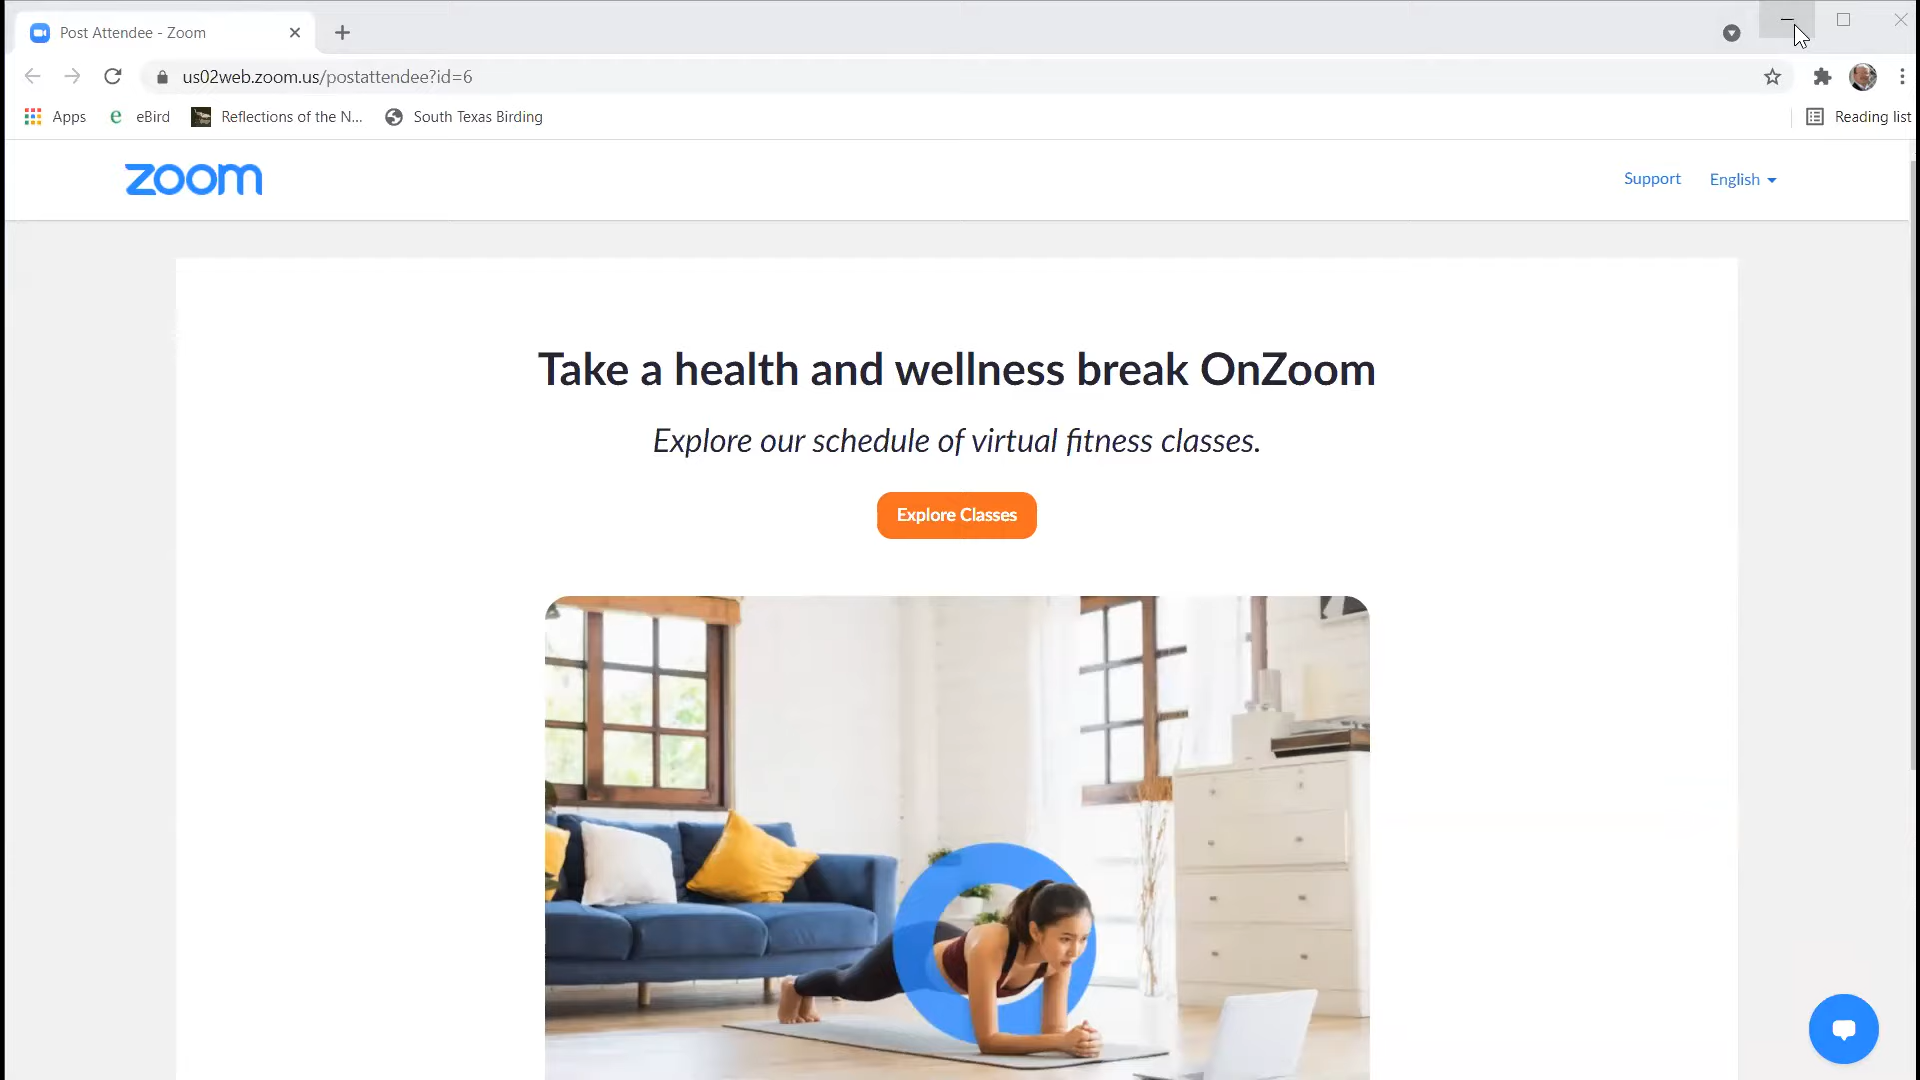 Post Attendee - Zoom
us02web.zoom.us/postattendee?id=6
Apps
eBird
Reflections of the N...
South Texas Birding
Reading list
zoom
Support
English
Take a health and wellness break OnZoom
Explore our schedule of virtual fitness classes.
Explore Classes